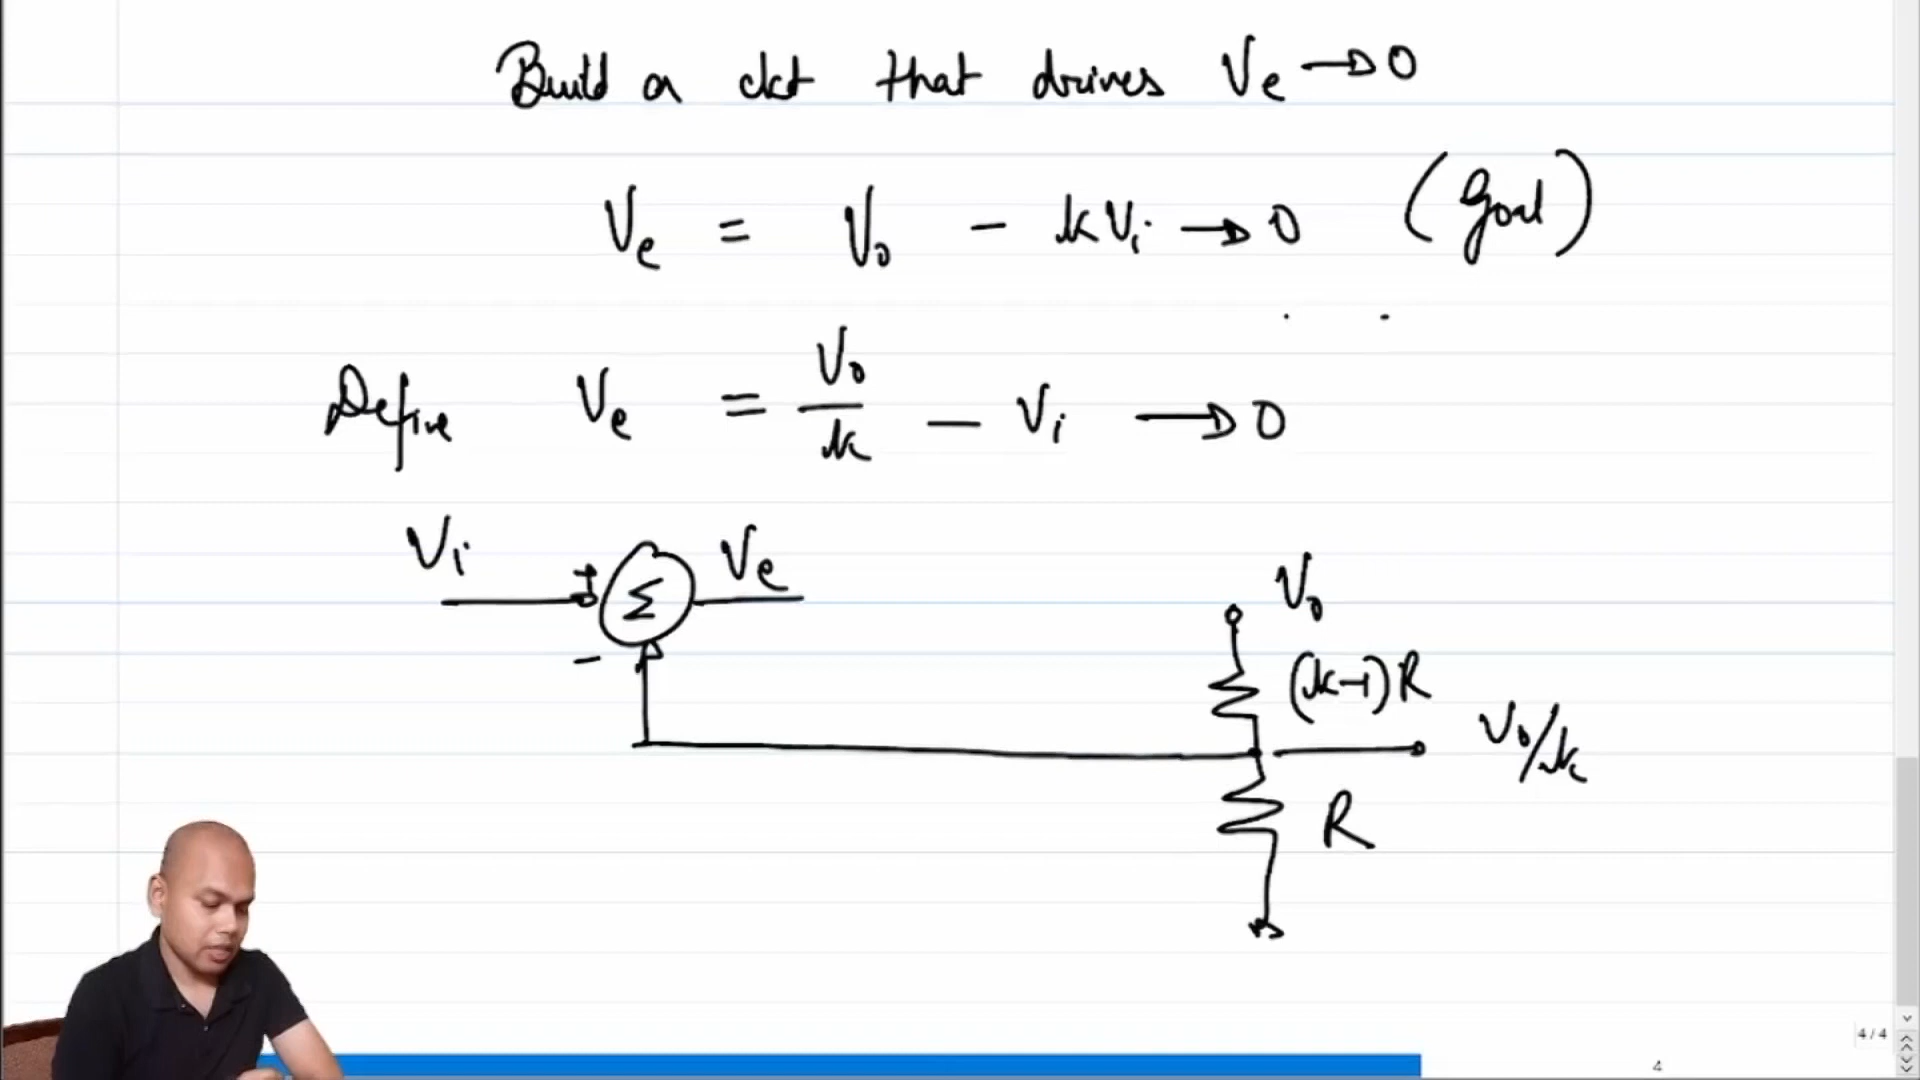 Build a ckt that drives Ve → 0
Ve = Vo - kVi → 0 (Goal)
Define Ve = Vo/k - Vi → 0
Vi + Σ Ve
-
Vo
(k-1)R
Vo/k
R
4 / 4
4